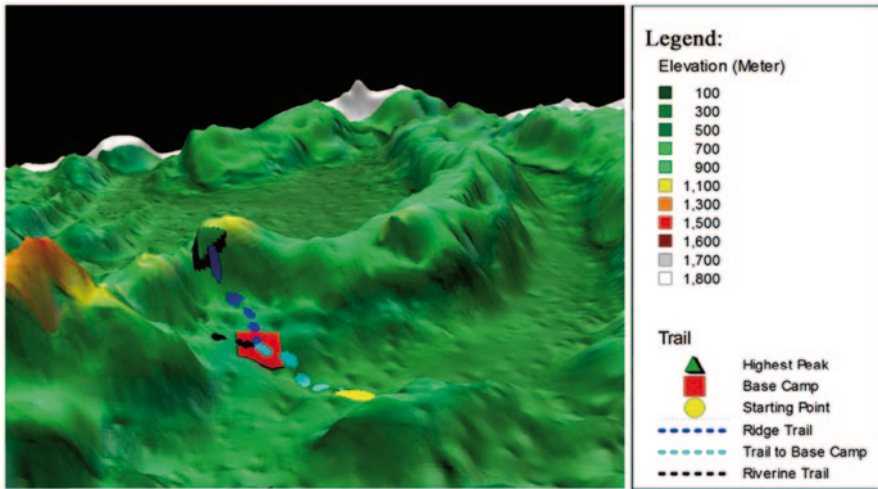 Legend:
Elevation (Meter)
100
300
500
700
900
1,100
1,300
1,500
1,600
1,700
1,800
Trail
Highest Peak
Base Camp
Starting Point
Ridge Trail
Trail to Base Camp
Riverine Trail